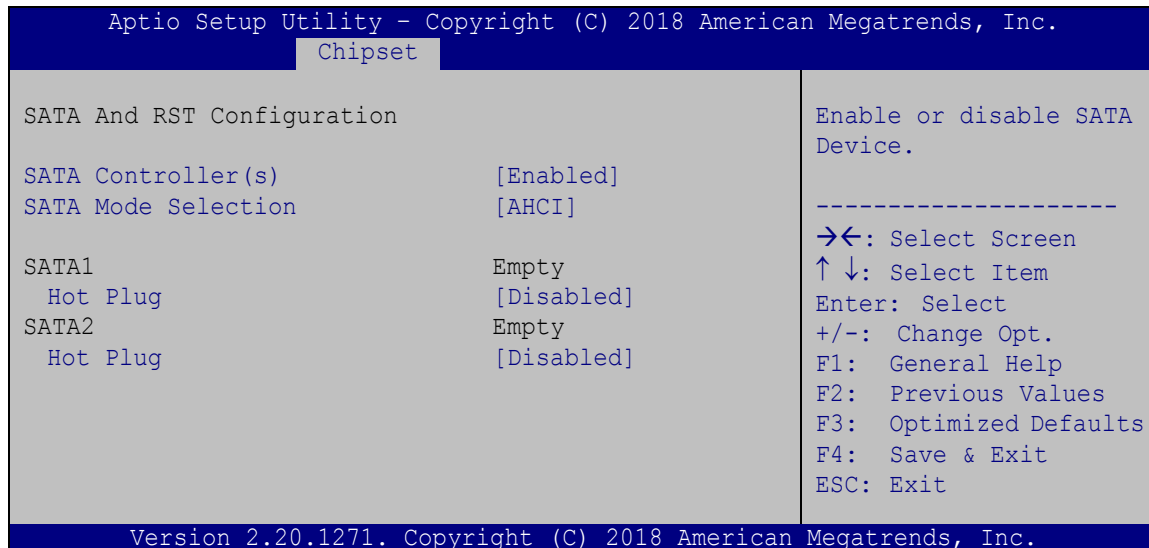 Aptio Setup Utility – Copyright (C) 2018 American Megatrends, Inc.
Chipset
SATA And RST Configuration
SATA Controller(s) [Enabled]
SATA Mode Selection [AHCI]
SATA1 Empty
Hot Plug [Disabled]
SATA2 Empty
Hot Plug [Disabled]
Enable or disable SATA
Device.
----------------------
→←: Select Screen
↑ ↓: Select Item
Enter: Select
+/-: Change Opt.
F1: General Help
F2: Previous Values
F3: Optimized Defaults
F4: Save & Exit
ESC: Exit
Version 2.20.1271. Copyright (C) 2018 American Megatrends, Inc.